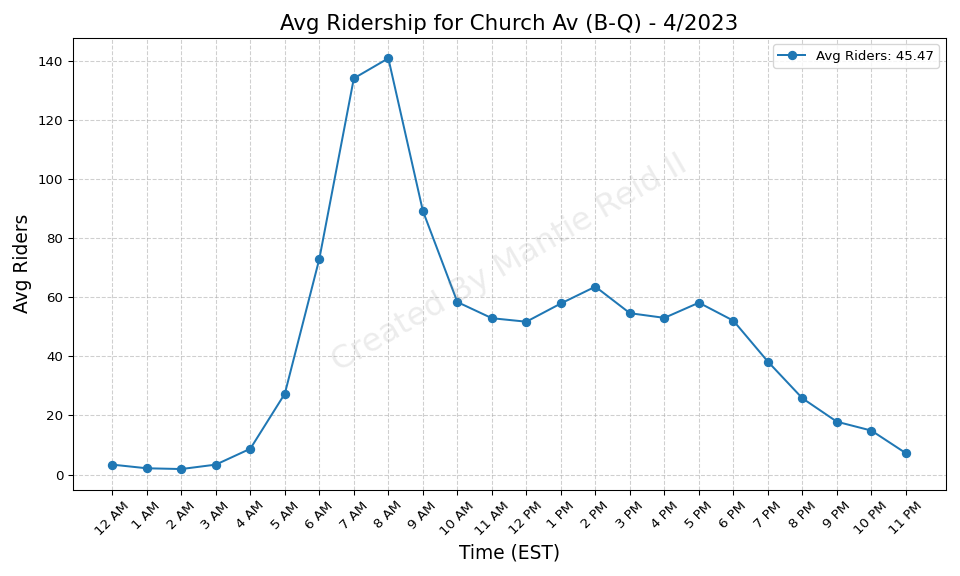 Avg Ridership for Church Av (B-Q) - 4/2023
Avg Riders: 45.47
Avg Riders
140
120
100
80
60
40
20
0
Created By Mantie Reid II
12 AM
1 AM
2 AM
3 AM
4 AM
5 AM
6 AM
7 AM
8 AM
9 AM
10 AM
11 AM
12 PM
1 PM
2 PM
3 PM
4 PM
5 PM
6 PM
7 PM
8 PM
9 PM
10 PM
11 PM
Time (EST)